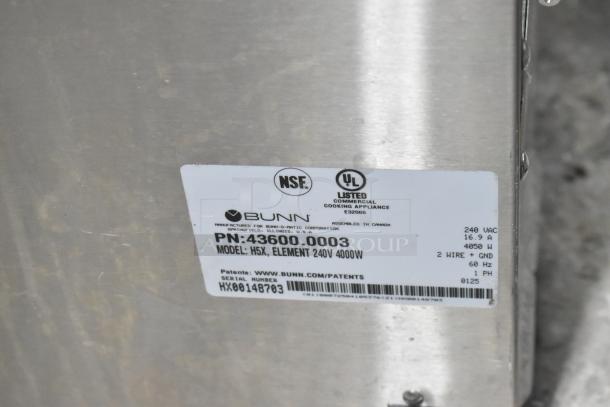 NSF.
UL
LISTED
COMMERCIAL
COOKING APPLIANCE
E32966
BUNN
MANUFACTURED FOR BUNN-O-MATIC CORPORATION
SPRINGFIELD, ILLINOIS, U.S.A.
ASSEMBLED IN CANADA
PN:43600.0003
MODEL: H5X, ELEMENT 240V 4000W
240 VAC
16.9 A
4050 W
2 WIRE + GND
60 Hz
1 PH
0125
Patents: WWW.BUNN.COM/PATENTS
SERIAL NUMBER
HX00148703